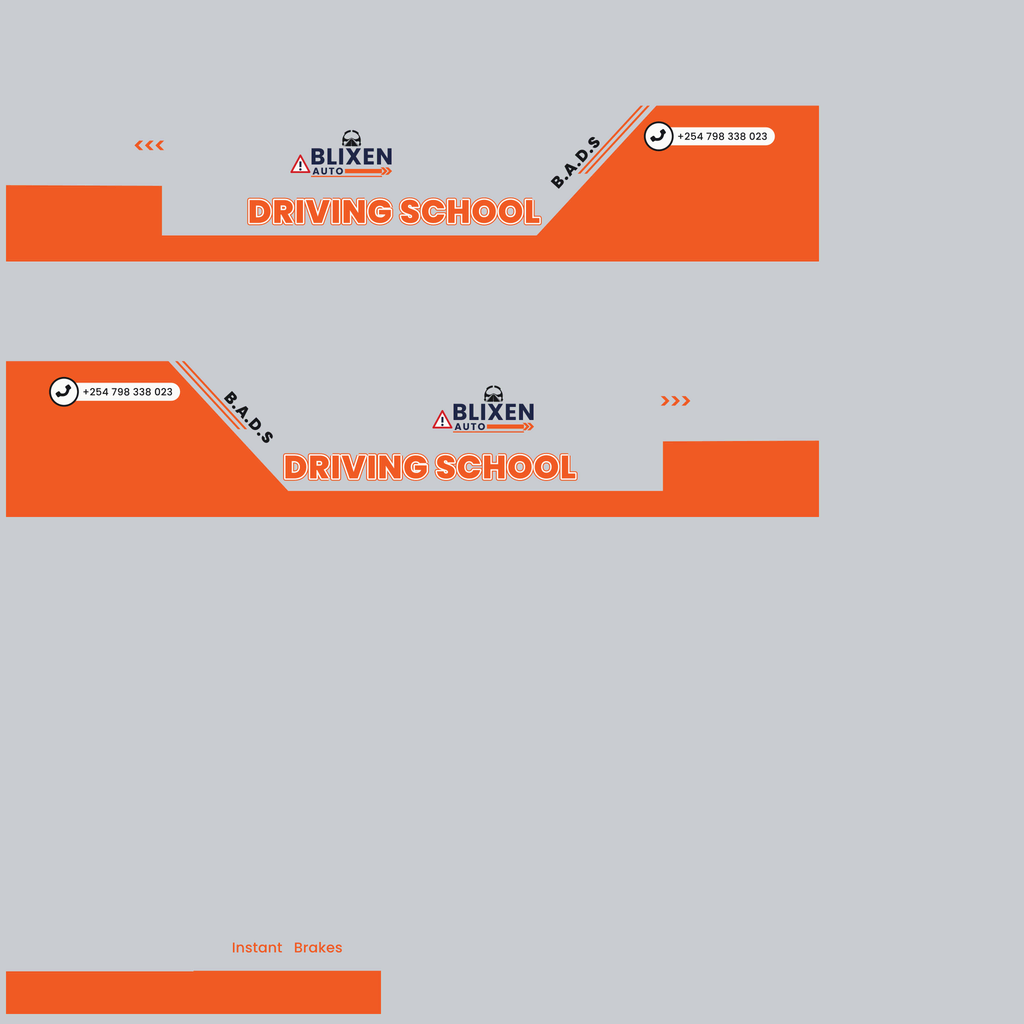 +254 798 338 023
B.A.D.S
BLIXEN
AUTO
DRIVING SCHOOL
+254 798 338 023
B.A.D.S
BLIXEN
AUTO
DRIVING SCHOOL
Instant Brakes